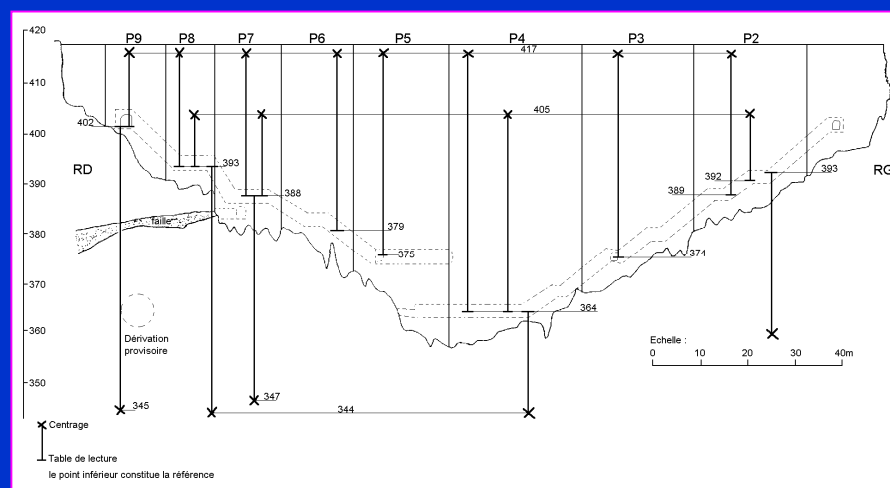 420
P9 P8 P7 P6 P5 P4 P3 P2
417
410
405
402
400
RD
393
392
393
RG
390
388
389
faille
380
379
375
374
370
364
360
Dérivation
provisoire
Echelle :
0 10 20 30 40m
350
345
347
344
Centrage
Table de lecture
le point inférieur constitue la référence